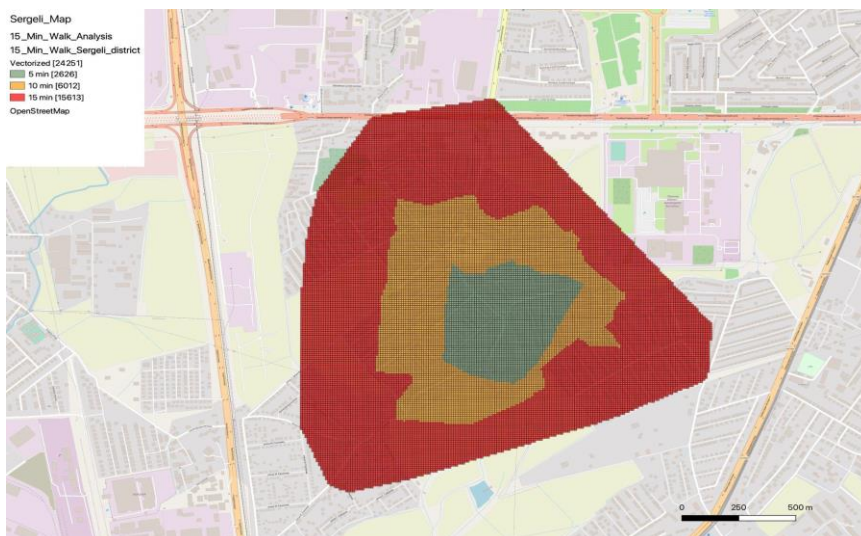 Sergeli_Map
15_Min_Walk_Analysis
15_Min_Walk_Sergeli_district
Vectorized [24251]
5 min [2626]
10 min [6012]
15 min [15613]
OpenStreetMap
0 250 500 m